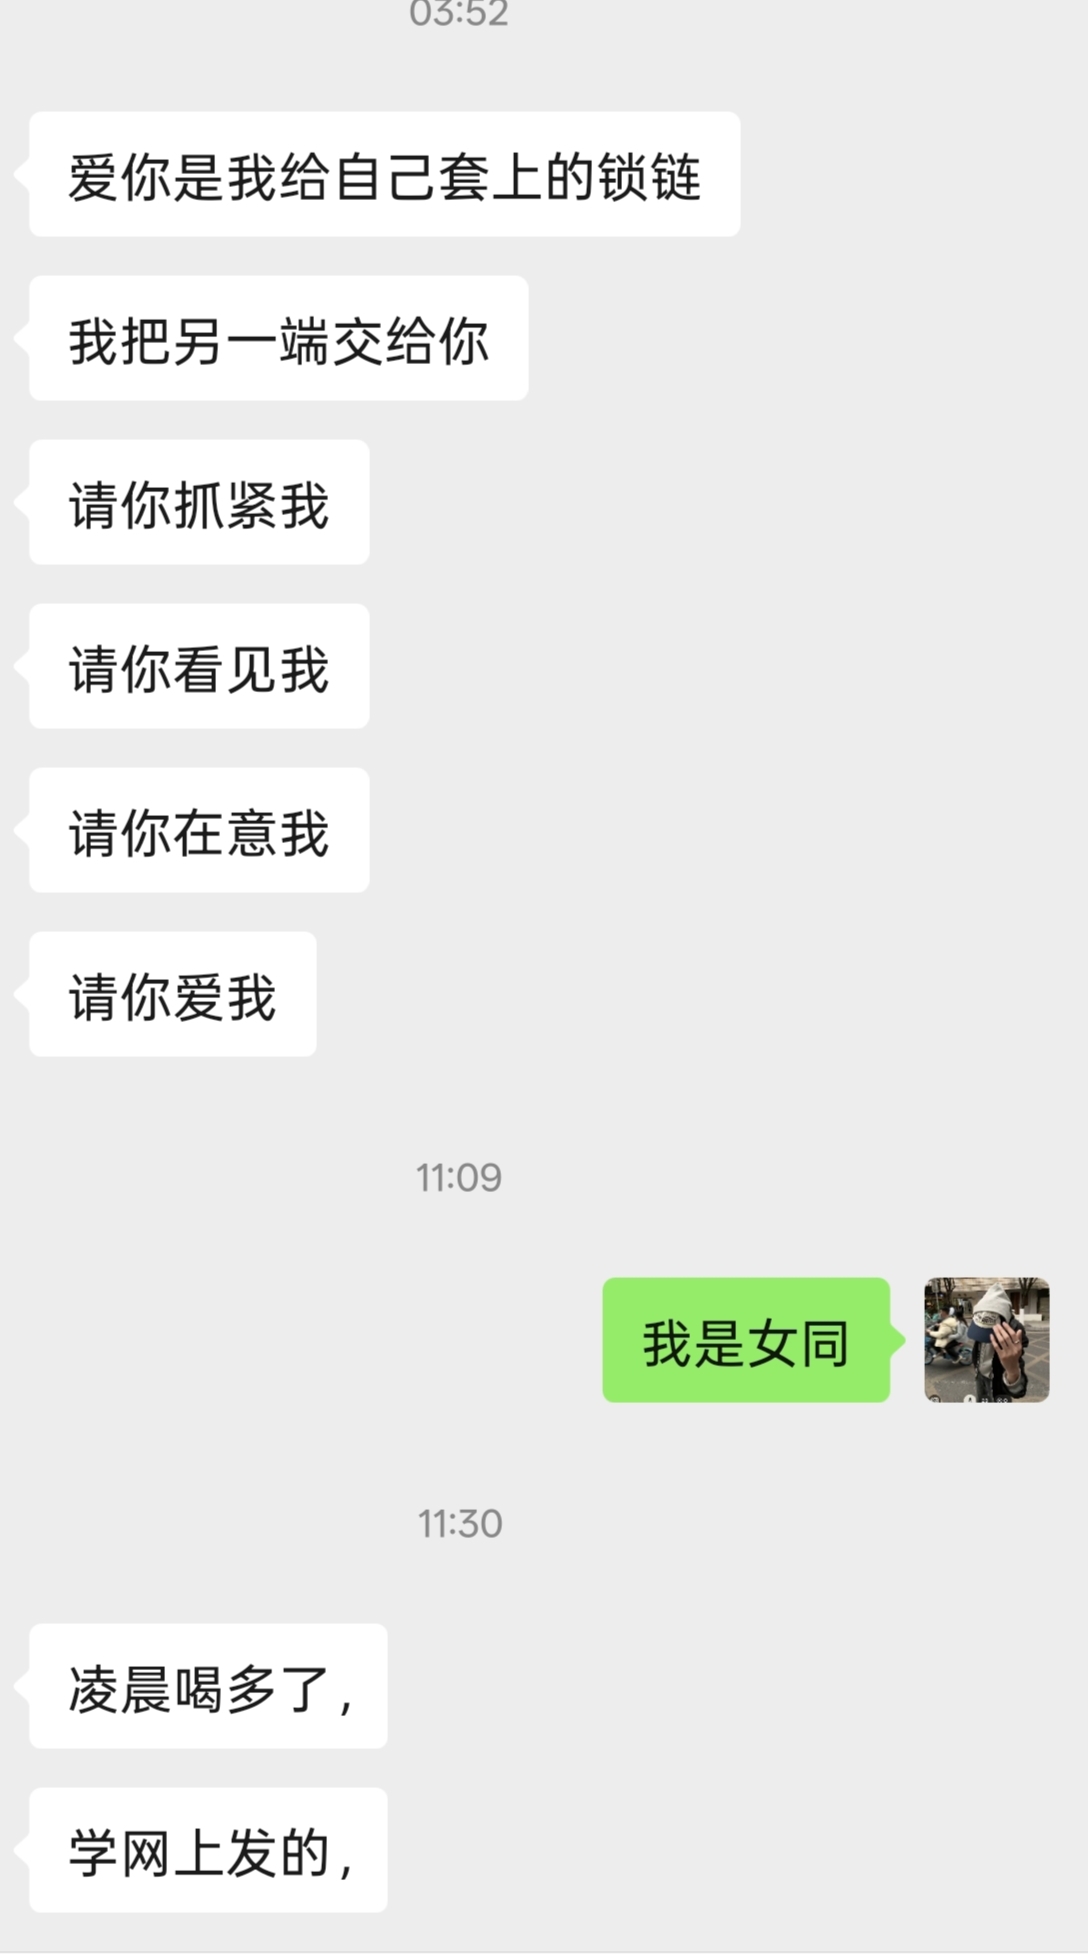 03:52
爱你是我给自己套上的锁链
我把另一端交给你
请你抓紧我
请你看见我
请你在意我
请你爱我
11:09
我是女同
11:30
凌晨喝多了,
学网上发的,